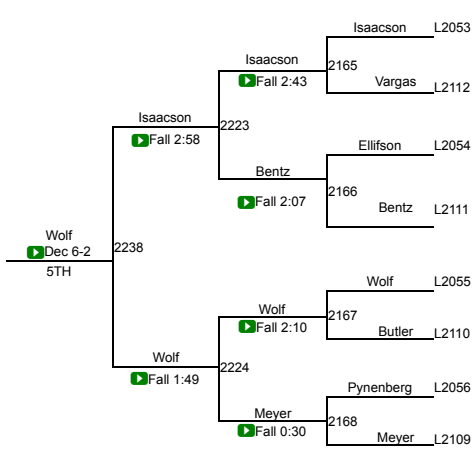 Isaacson L2053
Isaacson
Fall 2:43
2165
Vargas L2112
Isaacson
Fall 2:58
2223
Ellifson L2054
Bentz
Fall 2:07
2166
Bentz L2111
Wolf
Dec 6-2
5TH
2238
Wolf L2055
Wolf
Fall 2:10
2167
Butler L2110
Wolf
Fall 1:49
2224
Pynenberg L2056
Meyer
Fall 0:30
2168
Meyer L2109